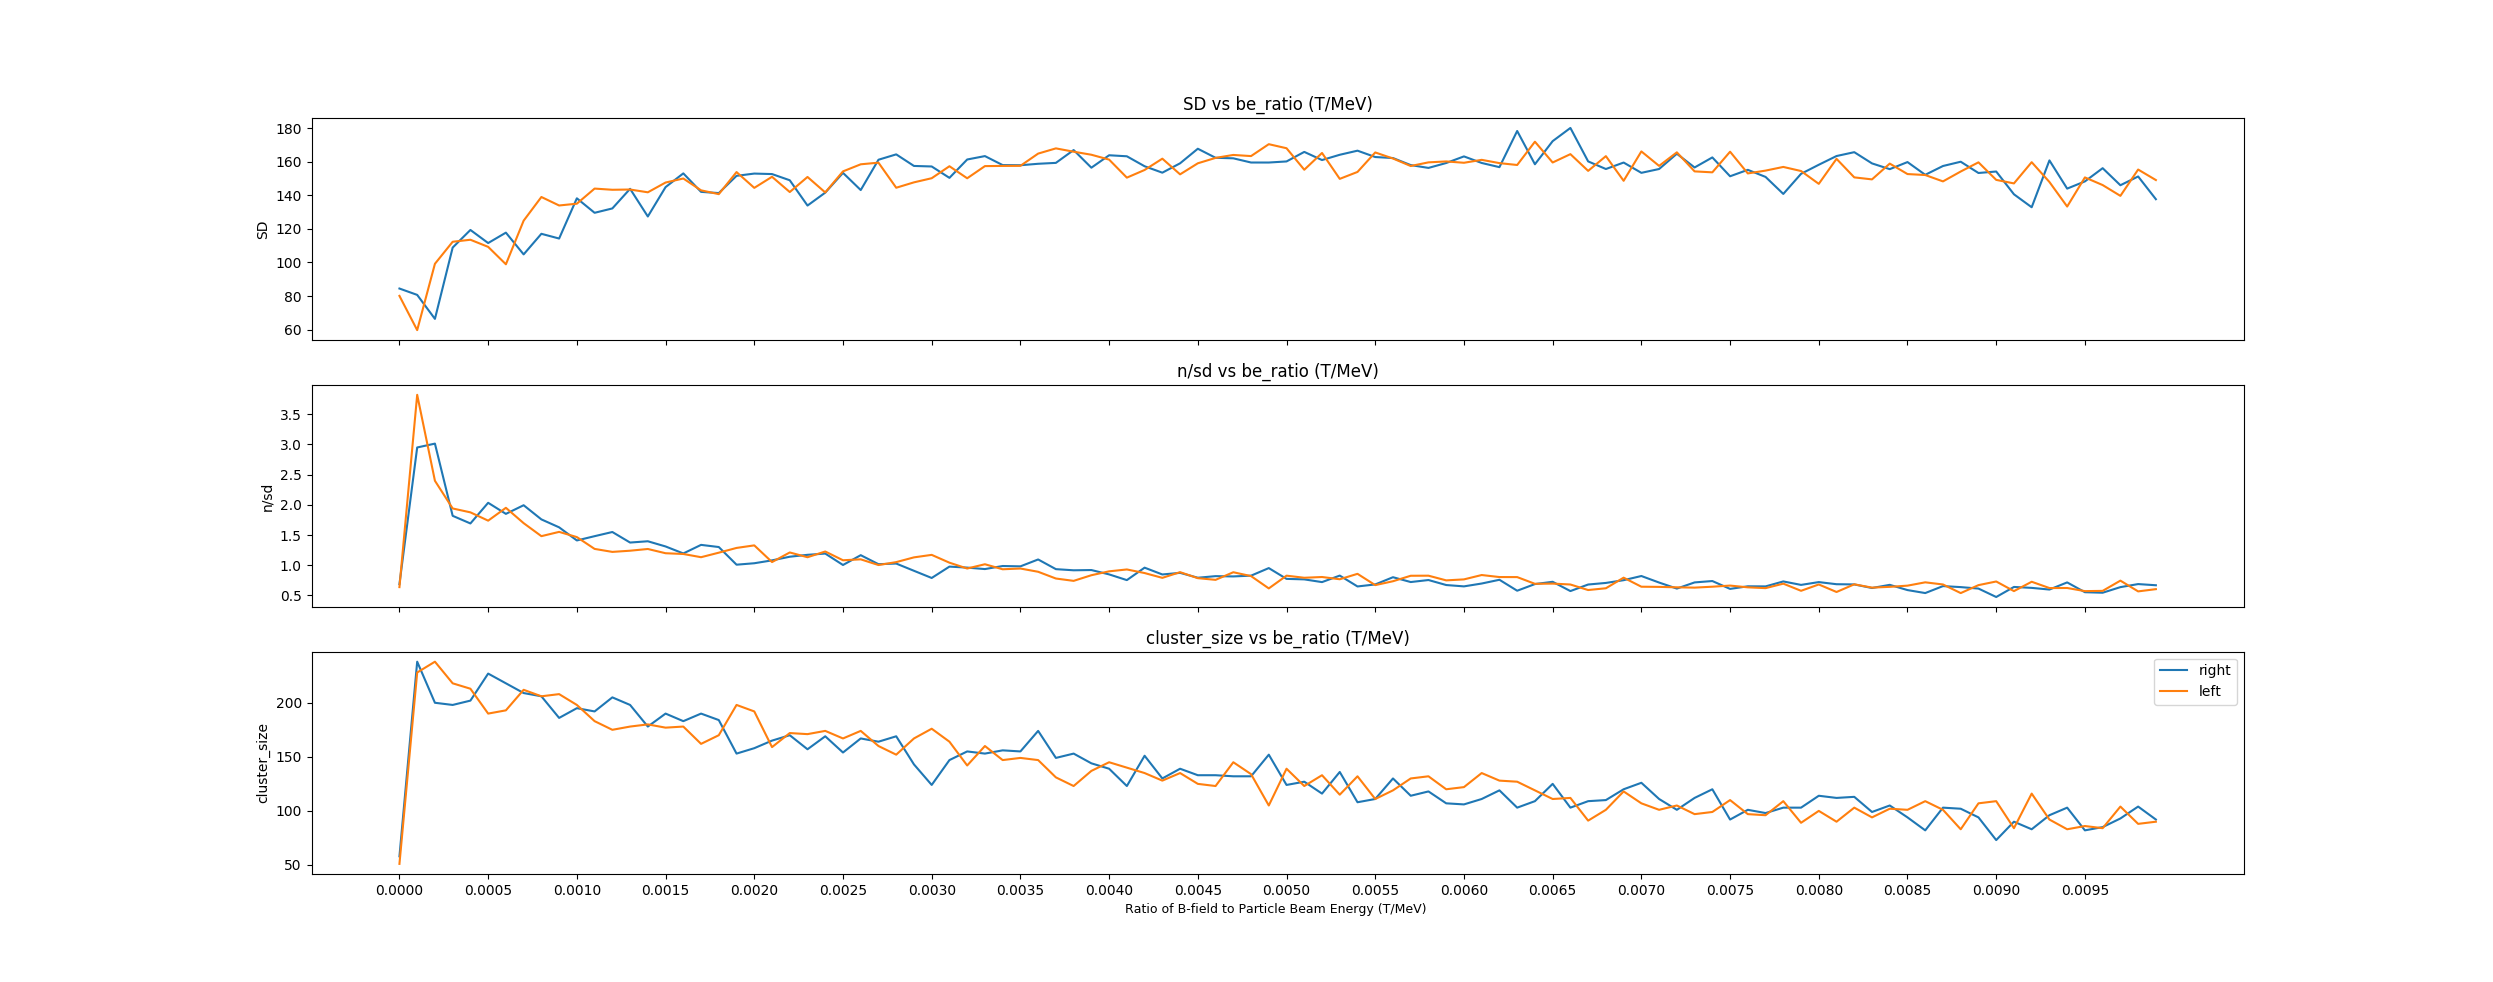 SD vs be_ratio (T/MeV)
180
160
140
120
100
80
60
SD
n/sd vs be_ratio (T/MeV)
3.5
3.0
2.5
2.0
1.5
1.0
0.5
n/sd
cluster_size vs be_ratio (T/MeV)
right
left
200
150
100
50
cluster_size
0.0000 0.0005 0.0010 0.0015 0.0020 0.0025 0.0030 0.0035 0.0040 0.0045 0.0050 0.0055 0.0060 0.0065 0.0070 0.0075 0.0080 0.0085 0.0090 0.0095
Ratio of B-field to Particle Beam Energy (T/MeV)